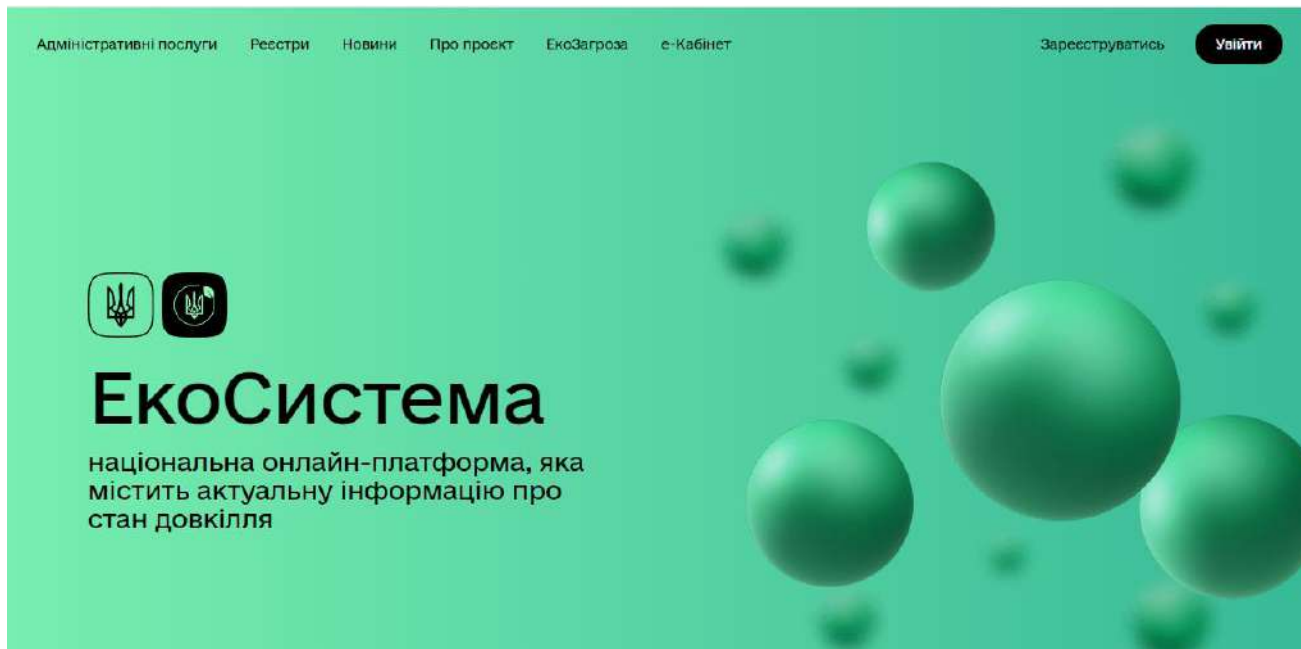 Адміністративні послуги Реєстри Новини Про проєкт ЕкоЗагроза е-Кабінет Зареєструватись Увійти
ЕкоСистема
національна онлайн-платформа, яка
містить актуальну інформацію про
стан довкілля